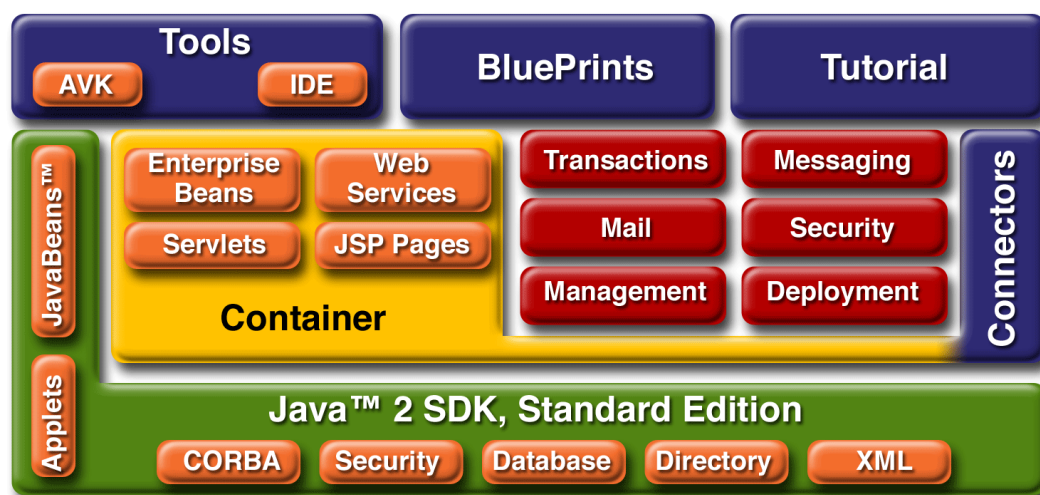 Tools
AVK
IDE
BluePrints
Tutorial
JavaBeans™
Applets
Enterprise
Beans
Web
Services
Servlets
JSP Pages
Container
Transactions
Messaging
Mail
Security
Management
Deployment
Connectors
Java™ 2 SDK, Standard Edition
CORBA
Security
Database
Directory
XML